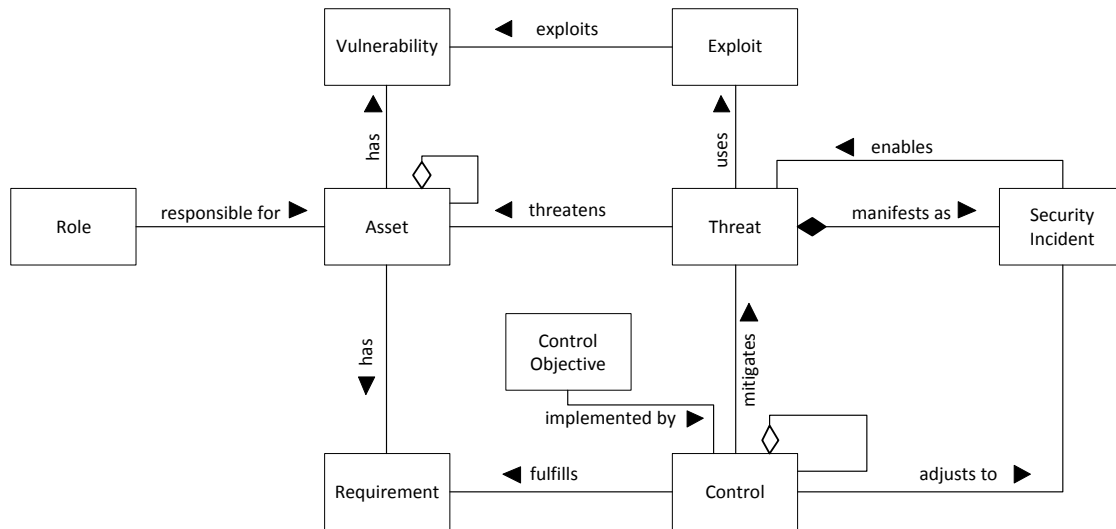 Vulnerability
exploits
Exploit
has
uses
enables
Role
responsible for
Asset
threatens
Threat
manifests as
Security
Incident
has
Control
Objective
mitigates
implemented by
Requirement
fulfills
Control
adjusts to